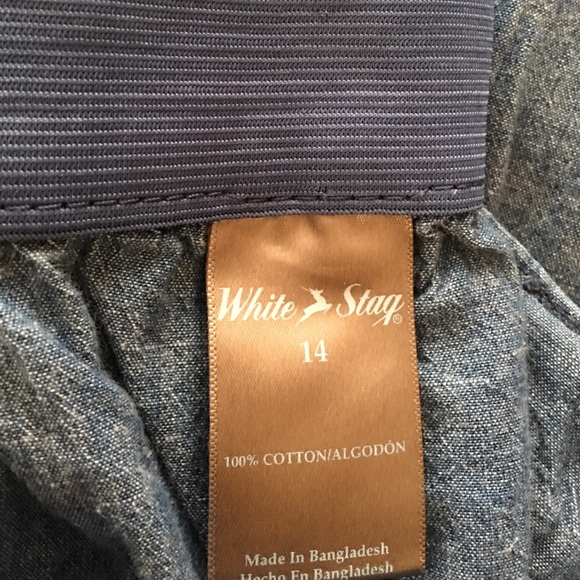 White Stag®
14
100% COTTON/ALGODÓN
Made In Bangladesh
Hecho En Bangladesh